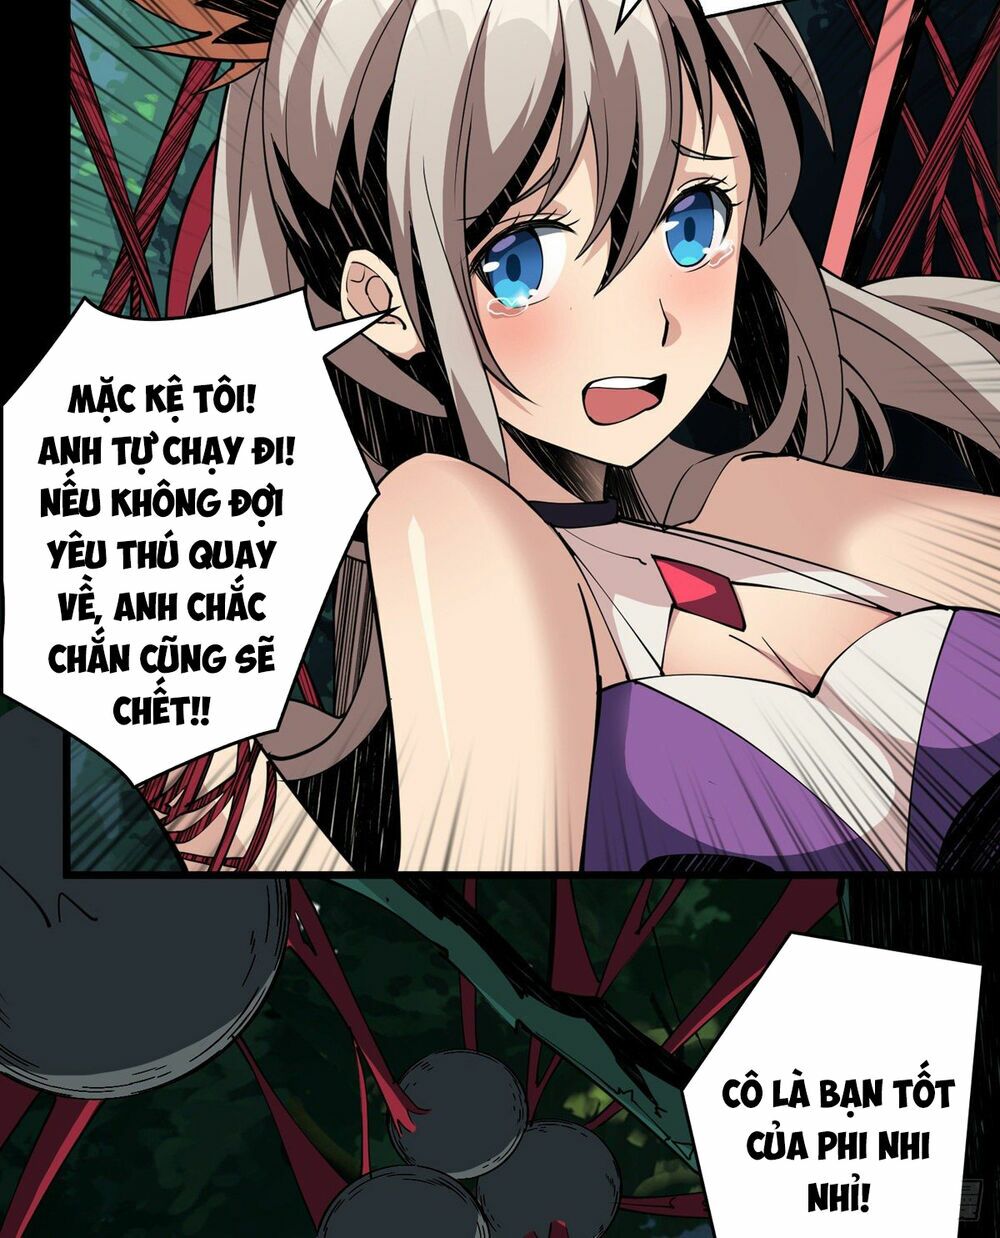 MẶC KỆ TÔI!
ANH TỰ CHẠY ĐI!
NẾU KHÔNG ĐỢI
YÊU THÚ QUAY
VỀ, ANH CHẮC
CHẮN CŨNG SẼ
CHẾT!!
CÔ LÀ BẠN TỐT
CỦA PHI NHI
NHỈ!